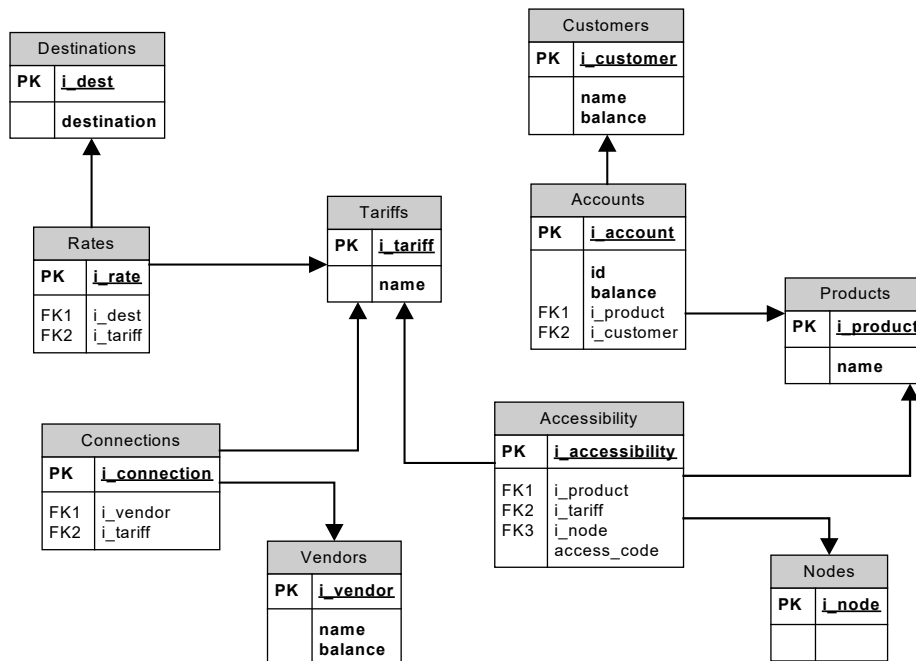 Destinations
PK i_dest
destination
Customers
PK i_customer
name
balance
Tariffs
PK i_tariff
name
Accounts
PK i_account
id
balance
FK1 i_product
FK2 i_customer
Rates
PK i_rate
FK1 i_dest
FK2 i_tariff
Products
PK i_product
name
Connections
PK i_connection
FK1 i_vendor
FK2 i_tariff
Accessibility
PK i_accessibility
FK1 i_product
FK2 i_tariff
FK3 i_node
access_code
Vendors
PK i_vendor
name
balance
Nodes
PK i_node